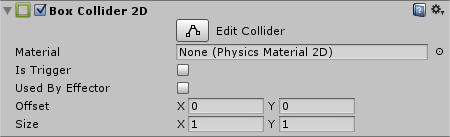 Box Collider 2D
Edit Collider
Material None (Physics Material 2D)
Is Trigger
Used By Effector
Offset X 0 Y 0
Size X 1 Y 1